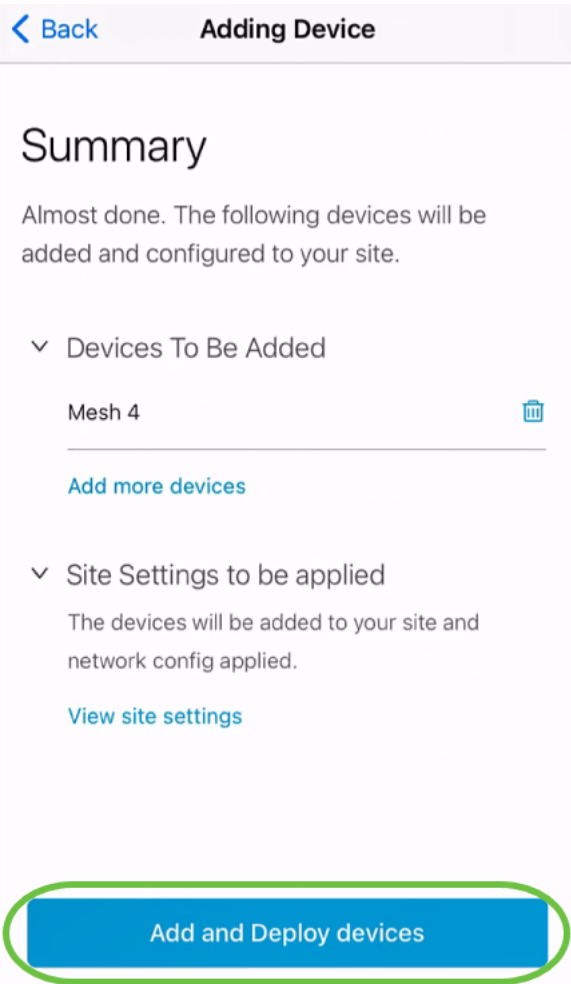 Back
Adding Device
Summary
Almost done. The following devices will be
added and configured to your site.
Devices To Be Added
Mesh 4
Add more devices
Site Settings to be applied
The devices will be added to your site and
network config applied.
View site settings
Add and Deploy devices